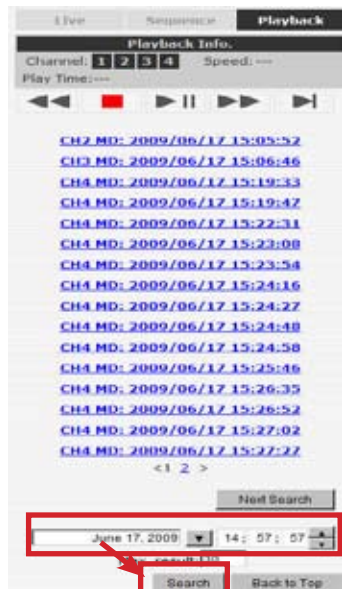 Live Sequence Playback
Playback Info.
Channel: 1 2 3 4 Speed: ---
Play Time:---
CH2 MD: 2009/06/17 15:05:52
CH3 MD: 2009/06/17 15:06:46
CH4 MD: 2009/06/17 15:19:33
CH4 MD: 2009/06/17 15:19:47
CH4 MD: 2009/06/17 15:22:31
CH4 MD: 2009/06/17 15:23:08
CH4 MD: 2009/06/17 15:23:54
CH4 MD: 2009/06/17 15:24:16
CH4 MD: 2009/06/17 15:24:27
CH4 MD: 2009/06/17 15:24:48
CH4 MD: 2009/06/17 15:24:58
CH4 MD: 2009/06/17 15:25:46
CH4 MD: 2009/06/17 15:26:35
CH4 MD: 2009/06/17 15:26:52
CH4 MD: 2009/06/17 15:27:02
CH4 MD: 2009/06/17 15:27:27
<1 2 >
Next Search
June 17, 2009 14 : 57 : 57
result
Search Back to Top